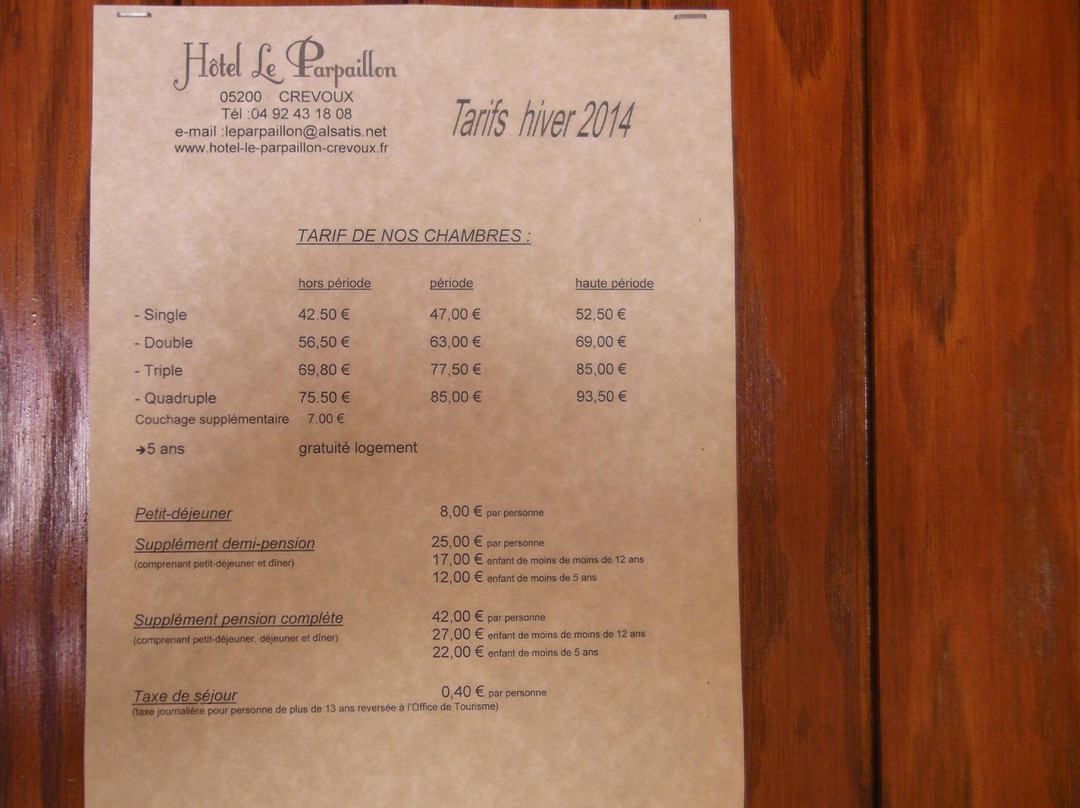 Hôtel Le Parpaillon
05200 CREVOUX
Tél :04 92 43 18 08
e-mail :leparpaillon@alsatis.net
www.hotel-le-parpaillon-crevoux.fr
Tarifs hiver 2014
TARIF DE NOS CHAMBRES :
hors période période haute période
- Single 42.50 € 47,00 € 52,50 €
- Double 56,50 € 63,00 € 69,00 €
- Triple 69,80 € 77,50 € 85,00 €
- Quadruple 75.50 € 85,00 € 93,50 €
Couchage supplémentaire 7.00 €
➔5 ans gratuité logement
Petit-déjeuner 8,00 € par personne
Supplément demi-pension 25,00 € par personne
(comprenant petit-déjeuner et dîner) 17,00 € enfant de moins de moins de 12 ans
12,00 € enfant de moins de 5 ans
Supplément pension complète 42,00 € par personne
(comprenant petit-déjeuner, déjeuner et dîner) 27,00 € enfant de moins de moins de 12 ans
22,00 € enfant de moins de 5 ans
Taxe de séjour 0,40 € par personne
(taxe journalière pour personne de plus de 13 ans reversée à l'Office de Tourisme)